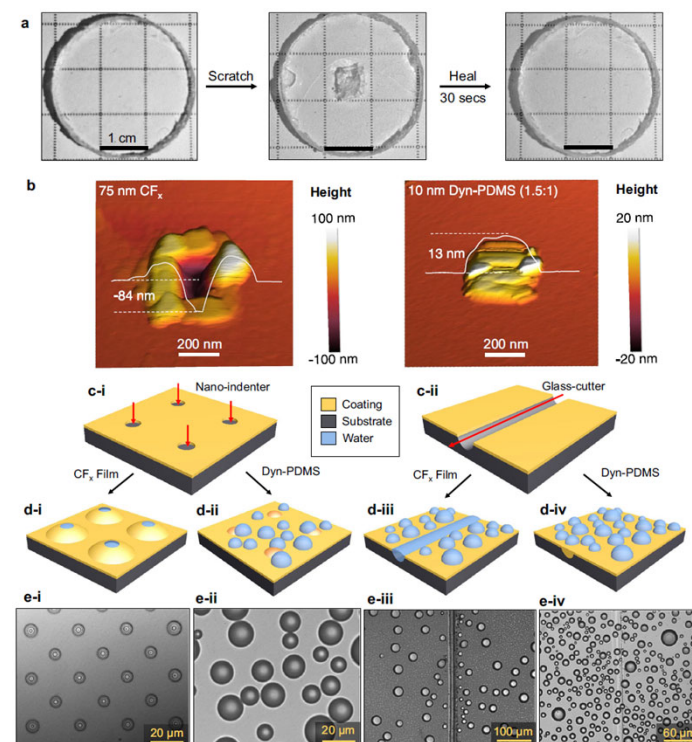 a
Scratch
Heal
30 secs
1 cm
b
75 nm CFx
Height
100 nm
-84 nm
-100 nm
200 nm
10 nm Dyn-PDMS (1.5:1)
Height
20 nm
13 nm
-20 nm
200 nm
c-i
Nano-indenter
Coating
Substrate
Water
c-ii
Glass-cutter
CFx Film
Dyn-PDMS
CFx Film
Dyn-PDMS
d-i
d-ii
d-iii
d-iv
e-i
e-ii
e-iii
e-iv
20 µm
20 µm
100 µm
60 µm